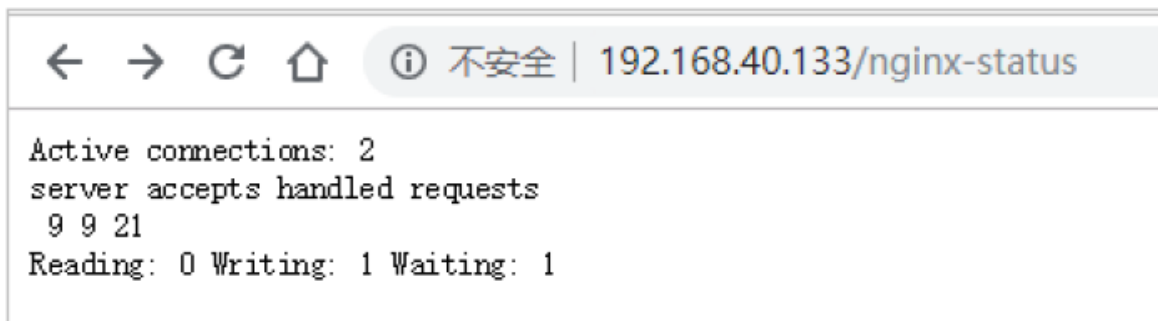 不安全 | 192.168.40.133/nginx-status
Active connections: 2
server accepts handled requests
9 9 21
Reading: 0 Writing: 1 Waiting: 1